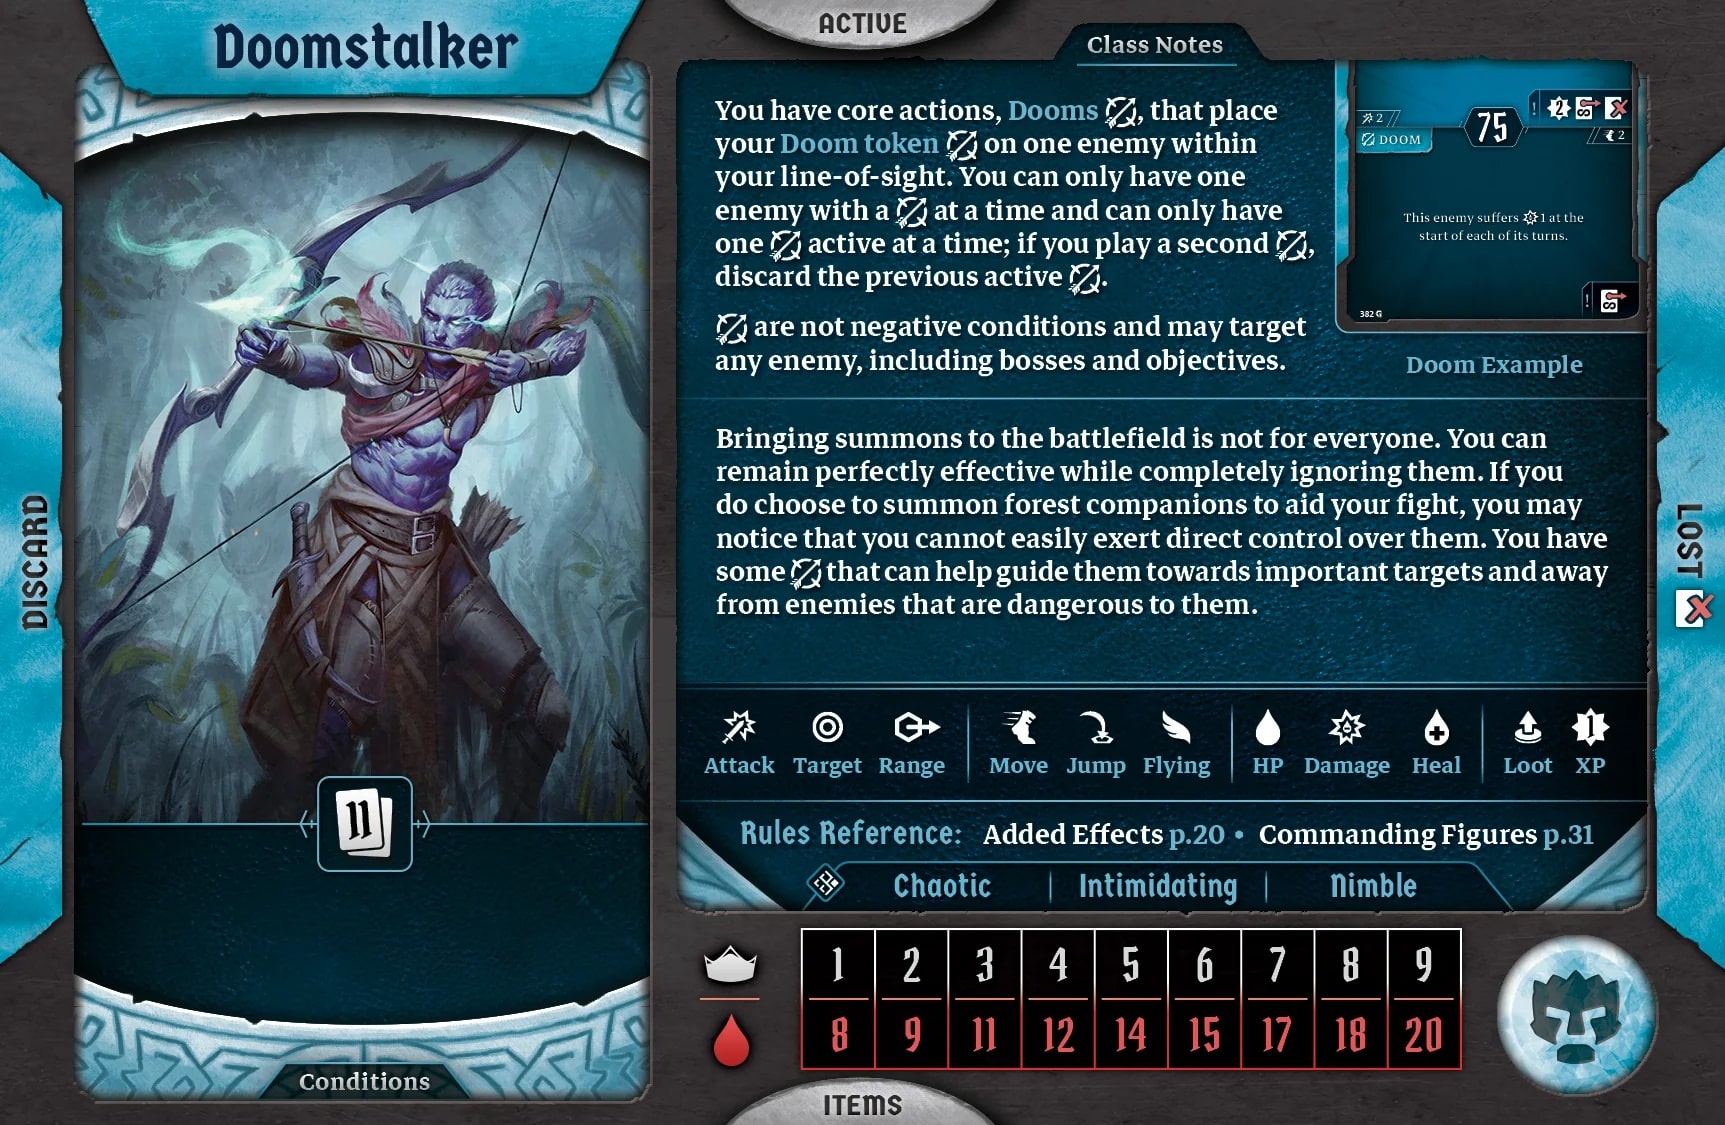 Doomstalker
ACTIVE
Class Notes
You have core actions, Dooms, that place
your Doom token on one enemy within
your line-of-sight. You can only have one
enemy with a at a time and can only have
one active at a time; if you play a second,
discard the previous active.
are not negative conditions and may target
any enemy, including bosses and objectives.
2
DOOM
75
2
2
This enemy suffers 1 at the
start of each of its turns.
382 G
Doom Example
Bringing summons to the battlefield is not for everyone. You can
remain perfectly effective while completely ignoring them. If you
do choose to summon forest companions to aid your fight, you may
notice that you cannot easily exert direct control over them. You have
some that can help guide them towards important targets and away
from enemies that are dangerous to them.
DISCARD
LOST
11
1
Attack Target Range Move Jump Flying HP Damage Heal Loot XP
Rules Reference: Added Effects p.20 • Commanding Figures p.31
Chaotic | Intimidating | Nimble
1 2 3 4 5 6 7 8 9
8 9 11 12 14 15 17 18 20
Conditions
ITEMS